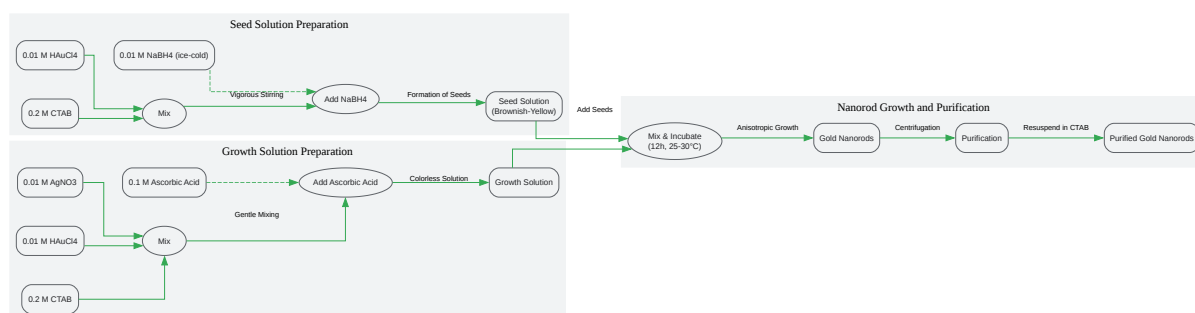 Seed Solution Preparation
0.01 M HAuCl4
0.01 M NaBH4 (ice-cold)
Vigorous Stirring
Add NaBH4
Formation of Seeds
Seed Solution
(Brownish-Yellow)
0.2 M CTAB
Mix
Add Seeds
Nanorod Growth and Purification
Mix & Incubate
(12h, 25-30°C)
Anisotropic Growth
Gold Nanorods
Centrifugation
Purification
Resuspend in CTAB
Purified Gold Nanorods
Growth Solution Preparation
0.01 M AgNO3
0.1 M Ascorbic Acid
Add Ascorbic Acid
Colorless Solution
Growth Solution
Gentle Mixing
0.01 M HAuCl4
Mix
0.2 M CTAB